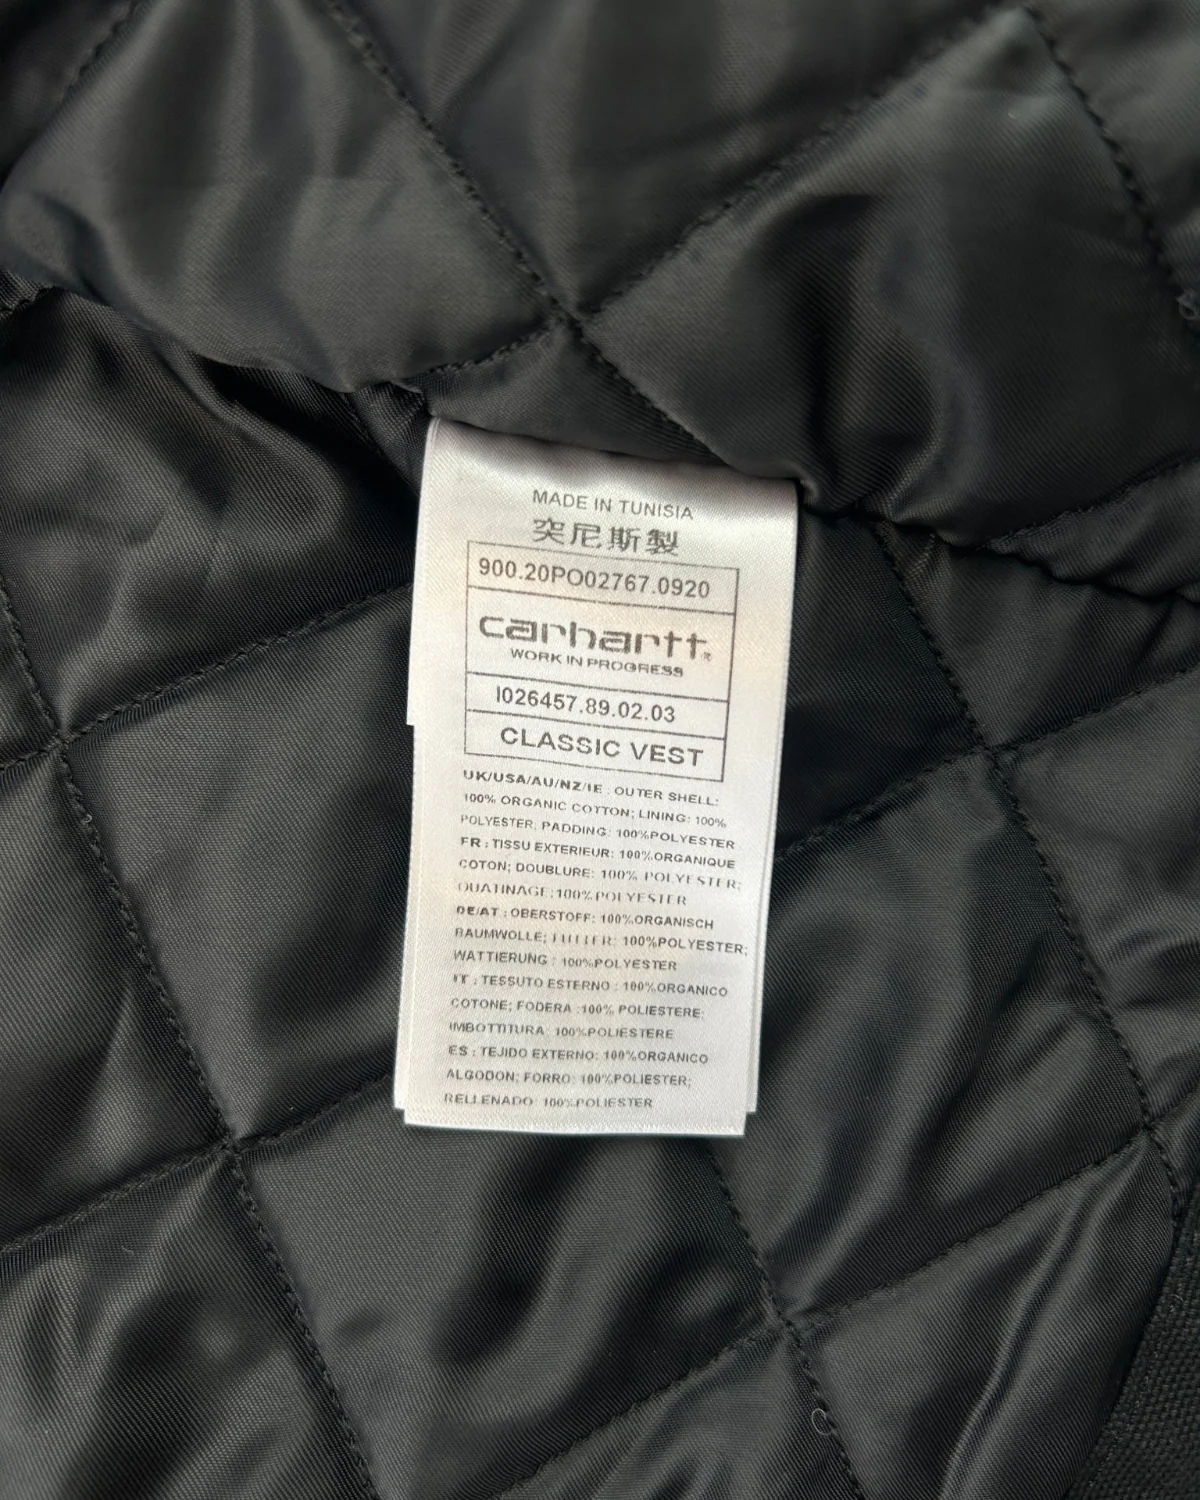 MADE IN TUNISIA
突尼斯製
900.20PO02767.0920
carhartt®
WORK IN PROGRESS
I026457.89.02.03
CLASSIC VEST
UK/USA/AU/NZ/IE : OUTER SHELL:
100% ORGANIC COTTON; LINING: 100%
POLYESTER; PADDING: 100%POLYESTER
FR : TISSU EXTERIEUR: 100%ORGANIQUE
COTON; DOUBLURE: 100% POLYESTER;
OUATINAGE:100% POLYESTER
DE/AT : OBERSTOFF: 100%ORGANISCH
BAUMWOLLE; 100%POLYESTER;
WATTIERUNG : 100%POLYESTER
IT : TESSUTO ESTERNO : 100%ORGANICO
COTONE; FODERA :100% POLIESTERE;
IMBOTTITURA: 100%POLIESTERE
ES : TEJIDO EXTERNO: 100%ORGANICO
ALGODON; FORRO: 100%POLIESTER;
RELLENADO: 100%POLIESTER